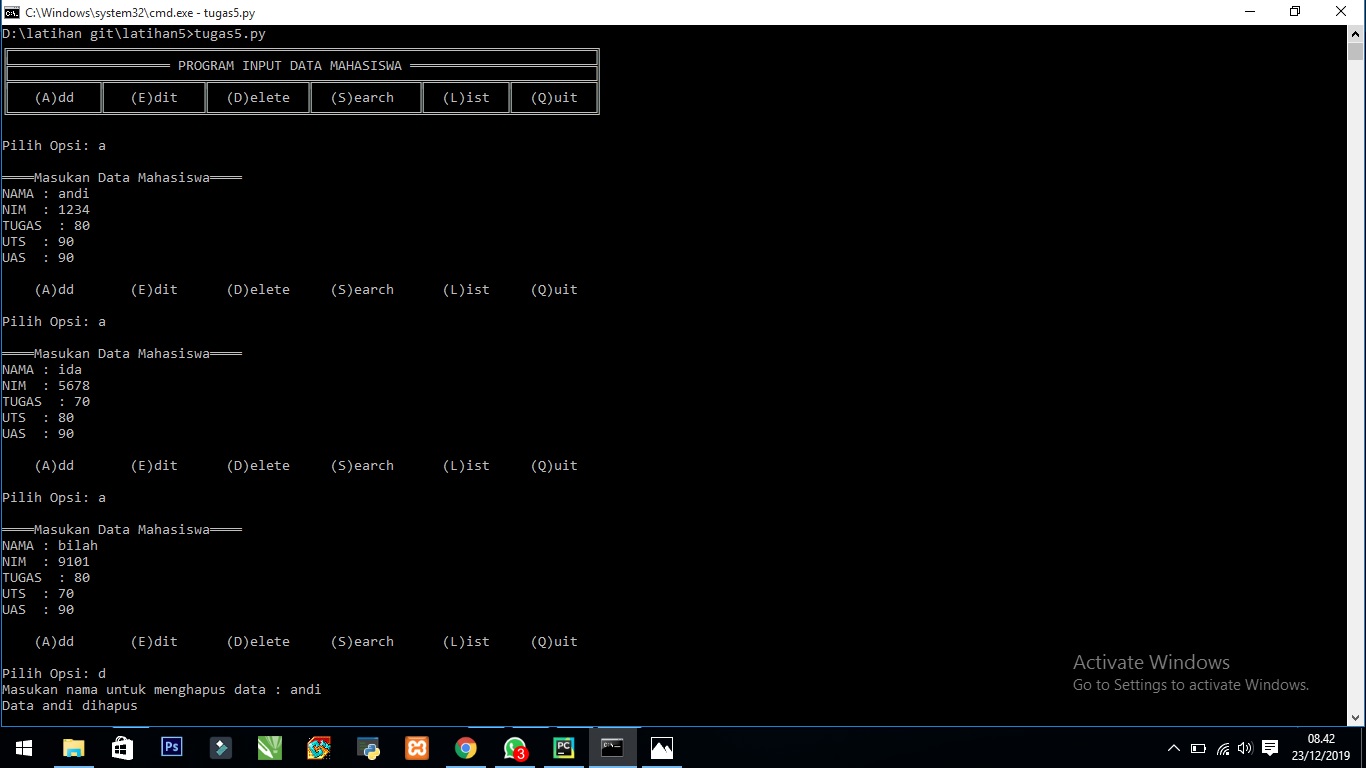 C:\Windows\system32\cmd.exe - tugas5.py
D:\latihan git\latihan5>tugas5.py
PROGRAM INPUT DATA MAHASISWA
(A)dd (E)dit (D)elete (S)earch (L)ist (Q)uit
Pilih Opsi: a
════Masukan Data Mahasiswa════
NAMA : andi
NIM  : 1234
TUGAS  : 80
UTS  : 90
UAS  : 90
(A)dd (E)dit (D)elete (S)earch (L)ist (Q)uit
Pilih Opsi: a
════Masukan Data Mahasiswa════
NAMA : ida
NIM  : 5678
TUGAS  : 70
UTS  : 80
UAS  : 90
(A)dd (E)dit (D)elete (S)earch (L)ist (Q)uit
Pilih Opsi: a
════Masukan Data Mahasiswa════
NAMA : bilah
NIM  : 9101
TUGAS  : 80
UTS  : 70
UAS  : 90
(A)dd (E)dit (D)elete (S)earch (L)ist (Q)uit
Pilih Opsi: d
Masukan nama untuk menghapus data : andi
Data andi dihapus
Activate Windows
Go to Settings to activate Windows.
Ps
3
PC
C:\_
08.42
23/12/2019